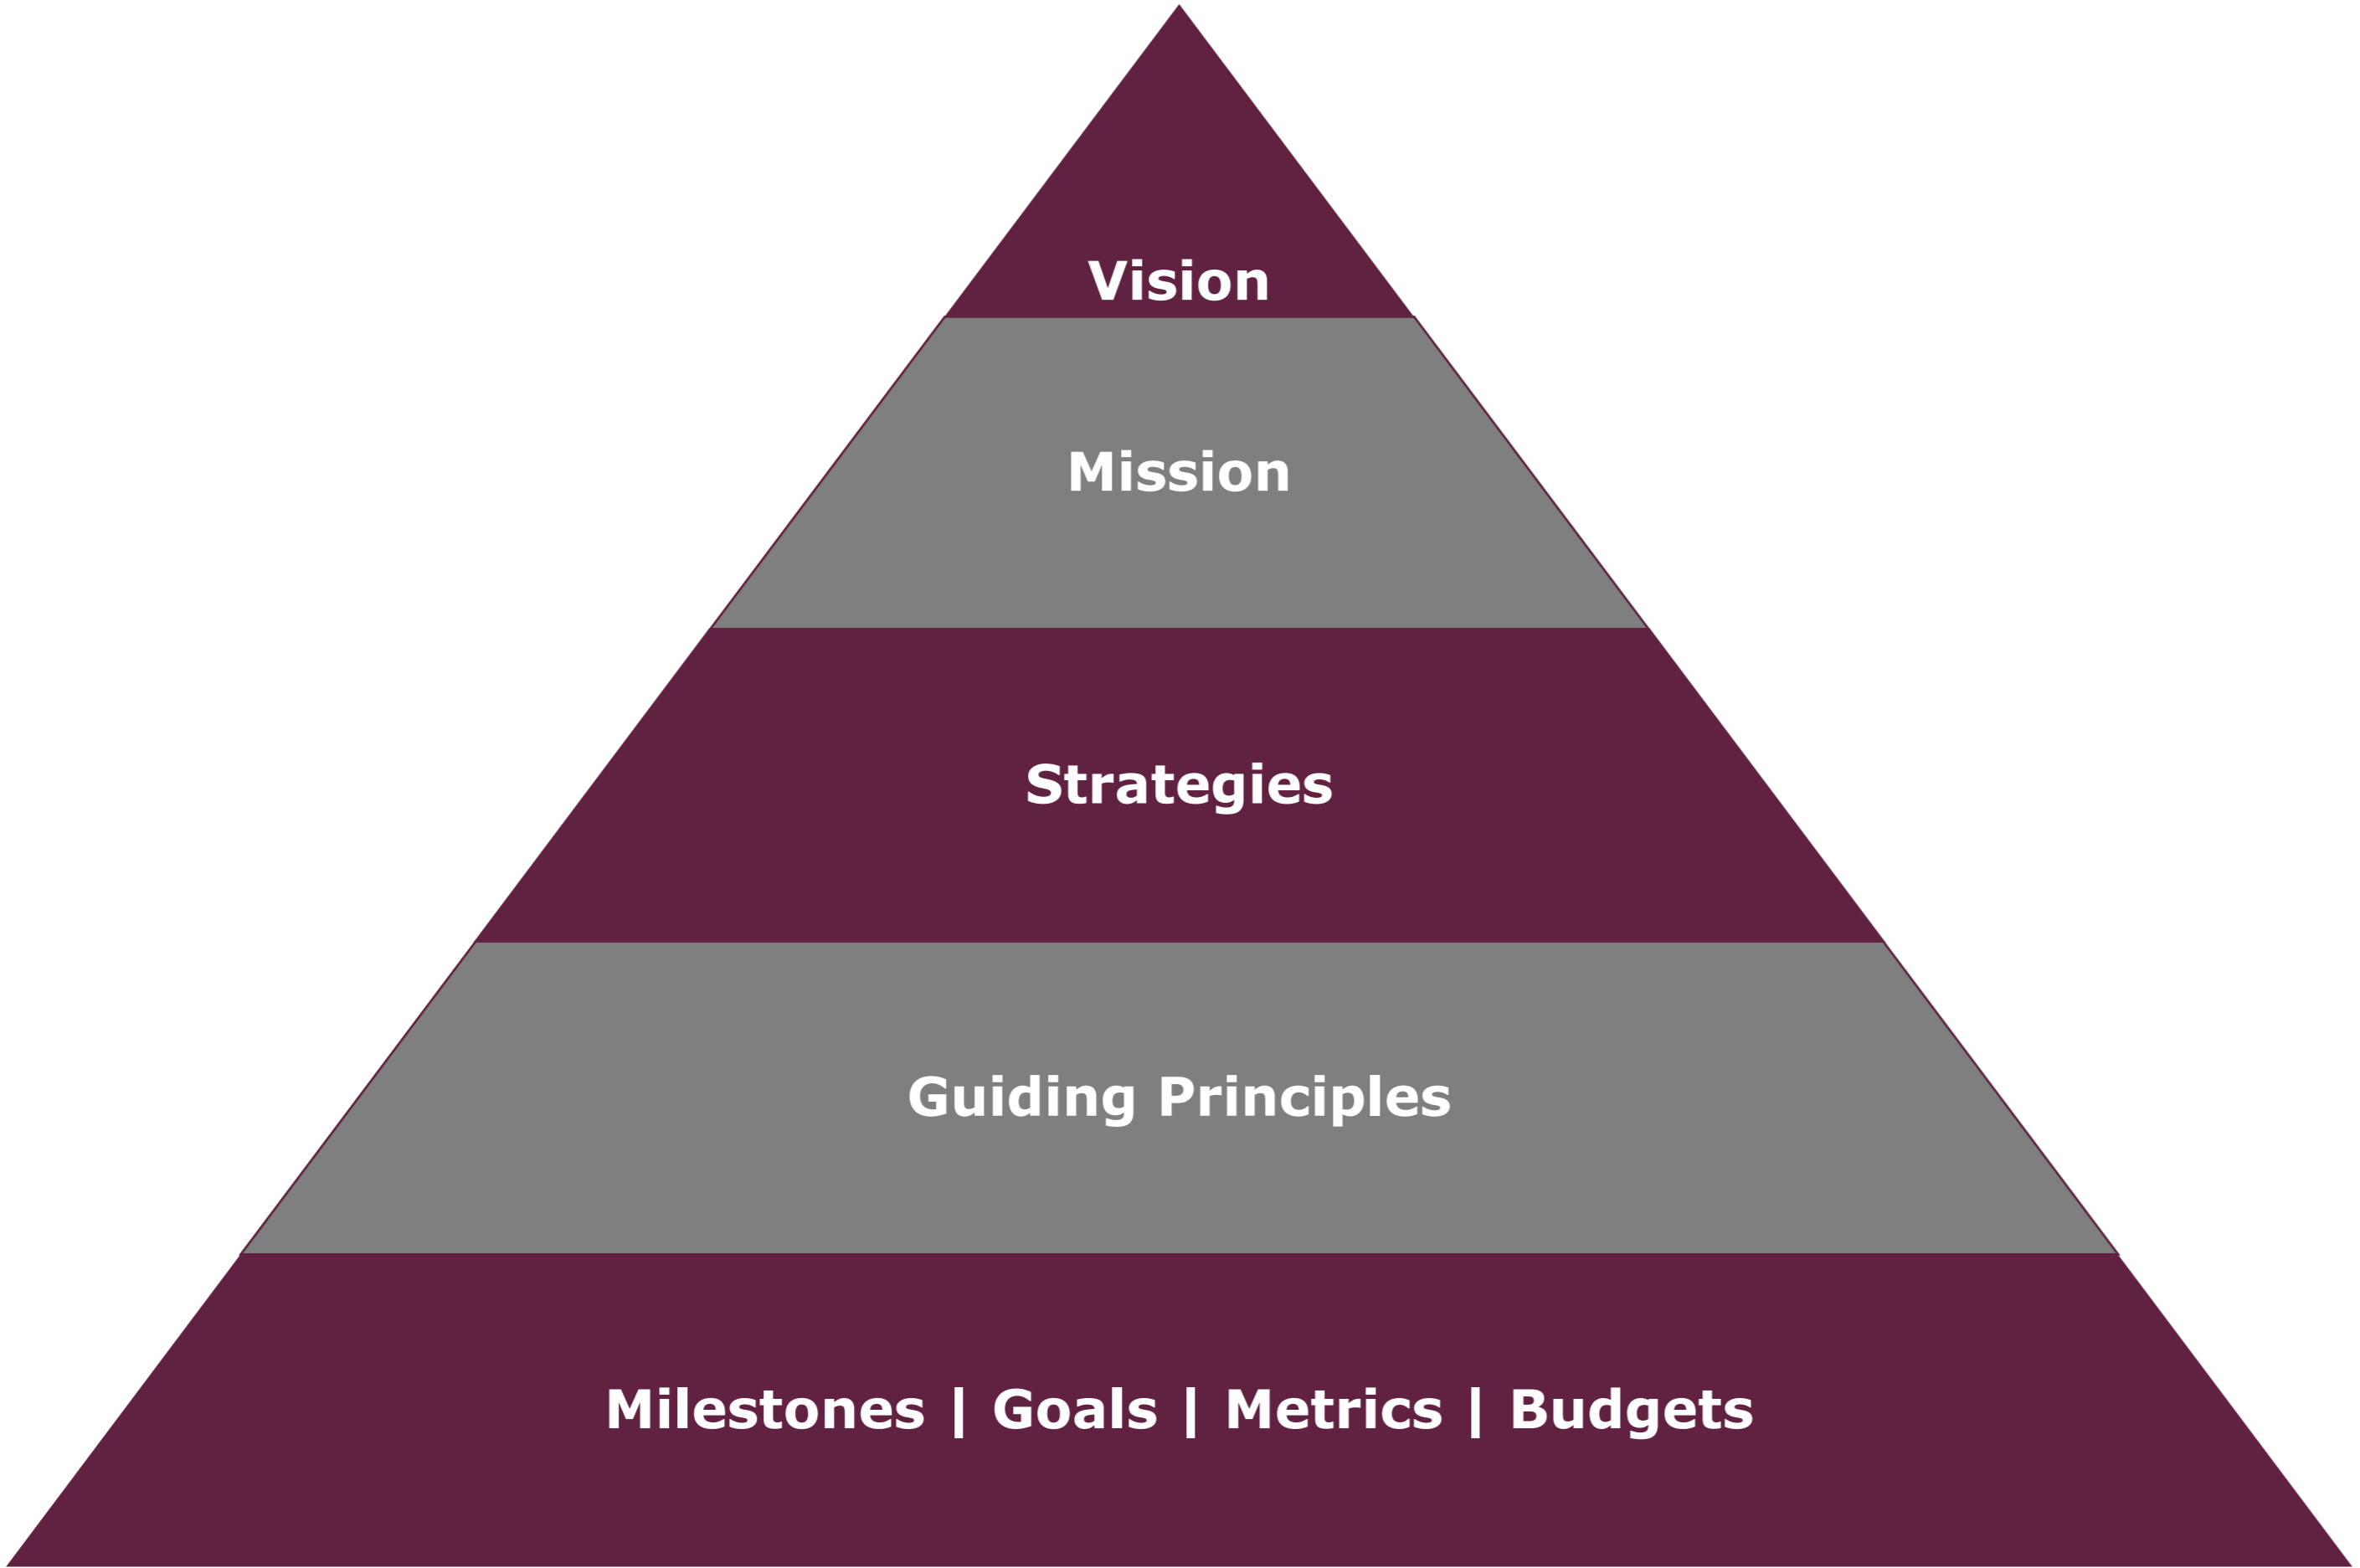 Vision
Mission
Strategies
Guiding Principles
Milestones | Goals | Metrics | Budgets